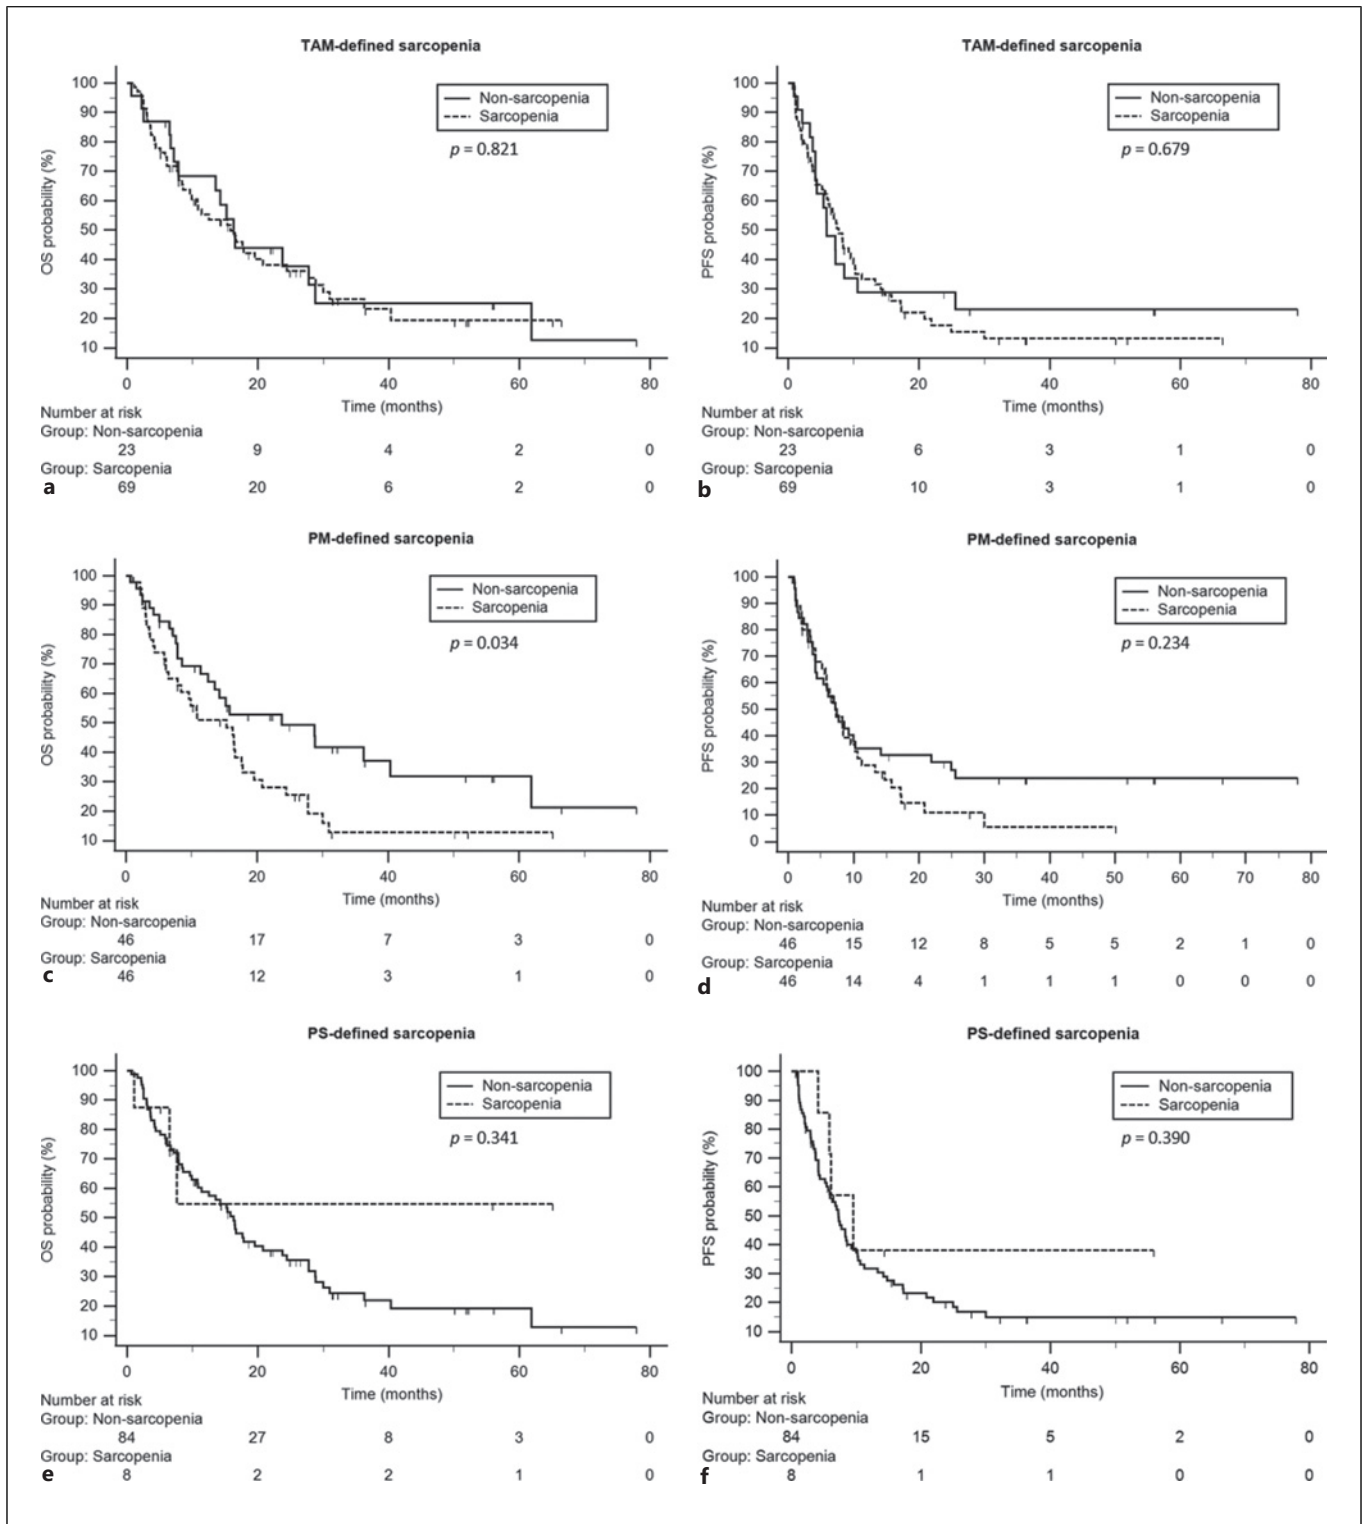 TAM-defined sarcopenia
100
90
80
70
60
50
40
30
20
10
OS probability (%)
Non-sarcopenia
Sarcopenia
p = 0.821
0 20 40 60 80
Time (months)
Number at risk
Group: Non-sarcopenia
23 9 4 2 0
Group: Sarcopenia
69 20 6 2 0
a
TAM-defined sarcopenia
100
90
80
70
60
50
40
30
20
10
PFS probability (%)
Non-sarcopenia
Sarcopenia
p = 0.679
0 20 40 60 80
Time (months)
Number at risk
Group: Non-sarcopenia
23 6 3 1 0
Group: Sarcopenia
69 10 3 1 0
b
PM-defined sarcopenia
100
90
80
70
60
50
40
30
20
10
OS probability (%)
Non-sarcopenia
Sarcopenia
p = 0.034
0 20 40 60 80
Time (months)
Number at risk
Group: Non-sarcopenia
46 17 7 3 0
Group: Sarcopenia
46 12 3 1 0
c
PM-defined sarcopenia
100
90
80
70
60
50
40
30
20
10
0
PFS probability (%)
Non-sarcopenia
Sarcopenia
p = 0.234
0 10 20 30 40 50 60 70 80
Time (months)
Number at risk
Group: Non-sarcopenia
46 15 12 8 5 5 2 1 0
Group: Sarcopenia
46 14 4 1 1 1 0 0 0
d
PS-defined sarcopenia
100
90
80
70
60
50
40
30
20
10
OS probability (%)
Non-sarcopenia
Sarcopenia
p = 0.341
0 20 40 60 80
Time (months)
Number at risk
Group: Non-sarcopenia
84 27 8 3 0
Group: Sarcopenia
8 2 2 1 0
e
PS-defined sarcopenia
100
90
80
70
60
50
40
30
20
10
PFS probability (%)
Non-sarcopenia
Sarcopenia
p = 0.390
0 20 40 60 80
Time (months)
Number at risk
Group: Non-sarcopenia
84 15 5 2 0
Group: Sarcopenia
8 1 1 0 0
f